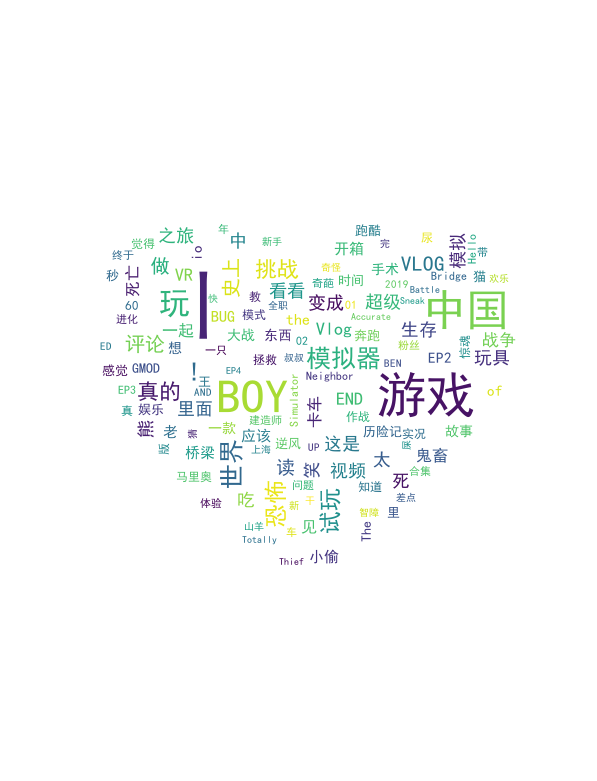 年
之旅
觉得
中
新手
io
终于
做
VR
死亡
秒
60
玩
进化
一起
BUG
史上
挑战
教
模式
快
全职
看看
时间
奇葩
奇怪
开箱
跑酷
完
尿
手术
VLOG
模拟
Hello
带
Bridge
猫
欢乐
2019
Battle
变成
01
超级
Sneak
中国
东西
the
Accurate
02
Vlog
奔跑
生存
惊魂
战争
ED
评论
想
大战
一只
拯救
叔叔
模拟器
BEN
粉丝
EP2
玩具
感觉
GMOD
王
EP4
Neighbor
EP3
真的
AND
BOY
Simulator
游戏
of
真
娱乐
里面
END
卡车
作战
!
熊
老
一款
建造师
应该
UP
历险记
实况
故事
桥梁
世界
上海
逆风
这是
太
鬼畜
马里奥
读
笑
视频
死
合集
吃
恐怖
问题
知道
差点
体验
新
于
试玩
智障
里
山羊
车
见
The
Totally
Thief
小偷